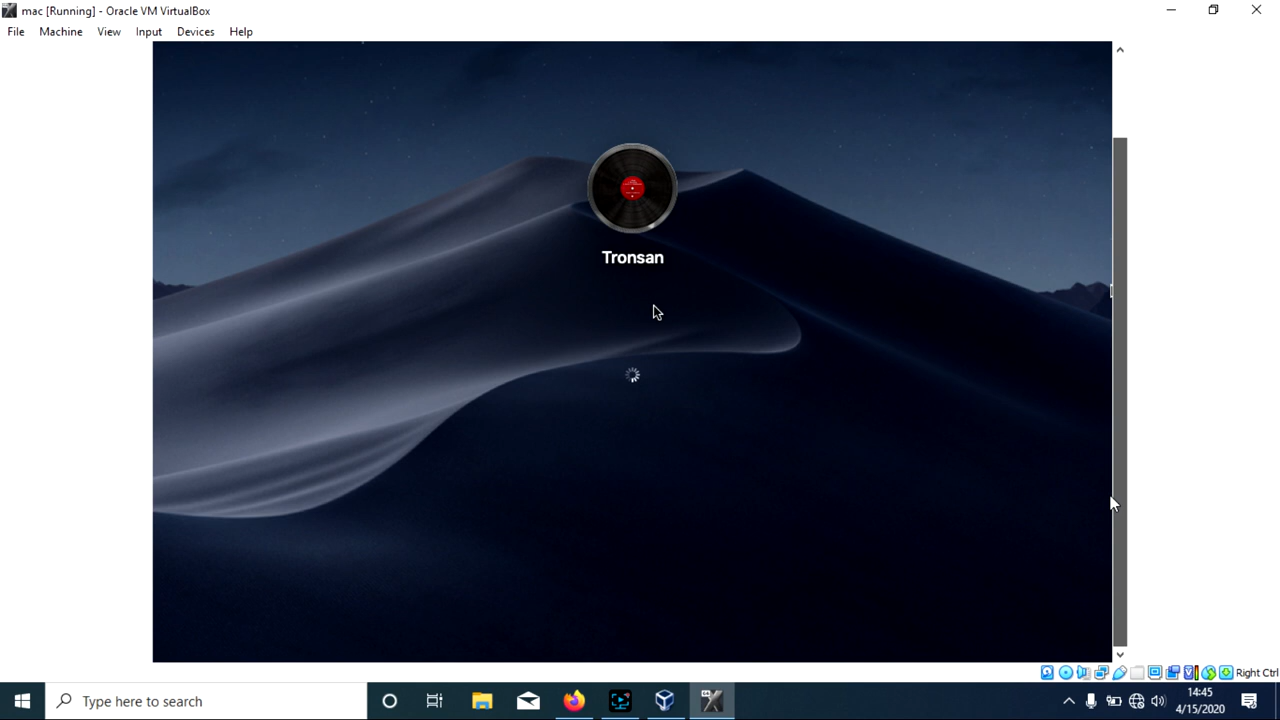 mac [Running] - Oracle VM VirtualBox
File Machine View Input Devices Help
Tronsan
Right Ctrl
Type here to search
14:45
4/15/2020